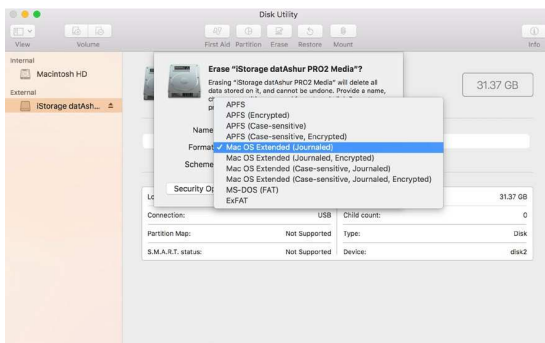 Disk Utility
View Volume First Aid Partition Erase Restore Mount Info
Internal
Macintosh HD
External
iStorage datAsh...
Erase "iStorage datAshur PRO2 Media"?
Erasing "iStorage datAshur PRO2 Media" will delete all
data stored on it, and cannot be undone. Provide a name,
31.37 GB
Name
Format
Scheme
APFS
APFS (Encrypted)
APFS (Case-sensitive)
APFS (Case-sensitive, Encrypted)
✓ Mac OS Extended (Journaled)
Mac OS Extended (Journaled, Encrypted)
Mac OS Extended (Case-sensitive, Journaled)
Mac OS Extended (Case-sensitive, Journaled, Encrypted)
MS-DOS (FAT)
ExFAT
Security Op
Lo 31.37 GB
Connection: USB Child count: 0
Partition Map: Not Supported Type: Disk
S.M.A.R.T. status: Not Supported Device: disk2